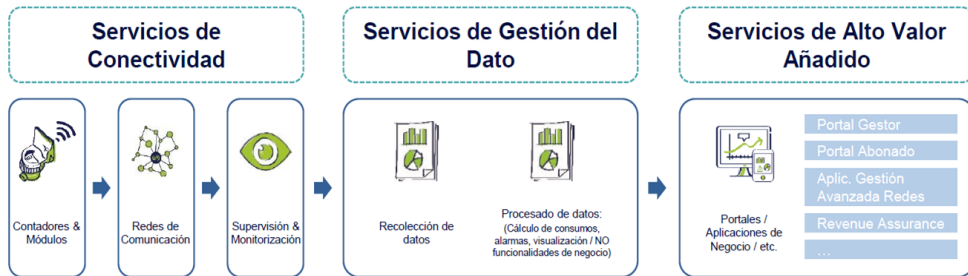 Servicios de
Conectividad
Servicios de Gestión del
Dato
Servicios de Alto Valor
Añadido
Contadores &
Módulos
Redes de
Comunicación
Supervisión &
Monitorización
Recolección de
datos
Procesado de datos:
(Cálculo de consumos,
alarmas, visualización / NO
funcionalidades de negocio)
Portales /
Aplicaciones de
Negocio / etc.
Portal Gestor
Portal Abonado
Aplic. Gestión
Avanzada Redes
Revenue Assurance
...